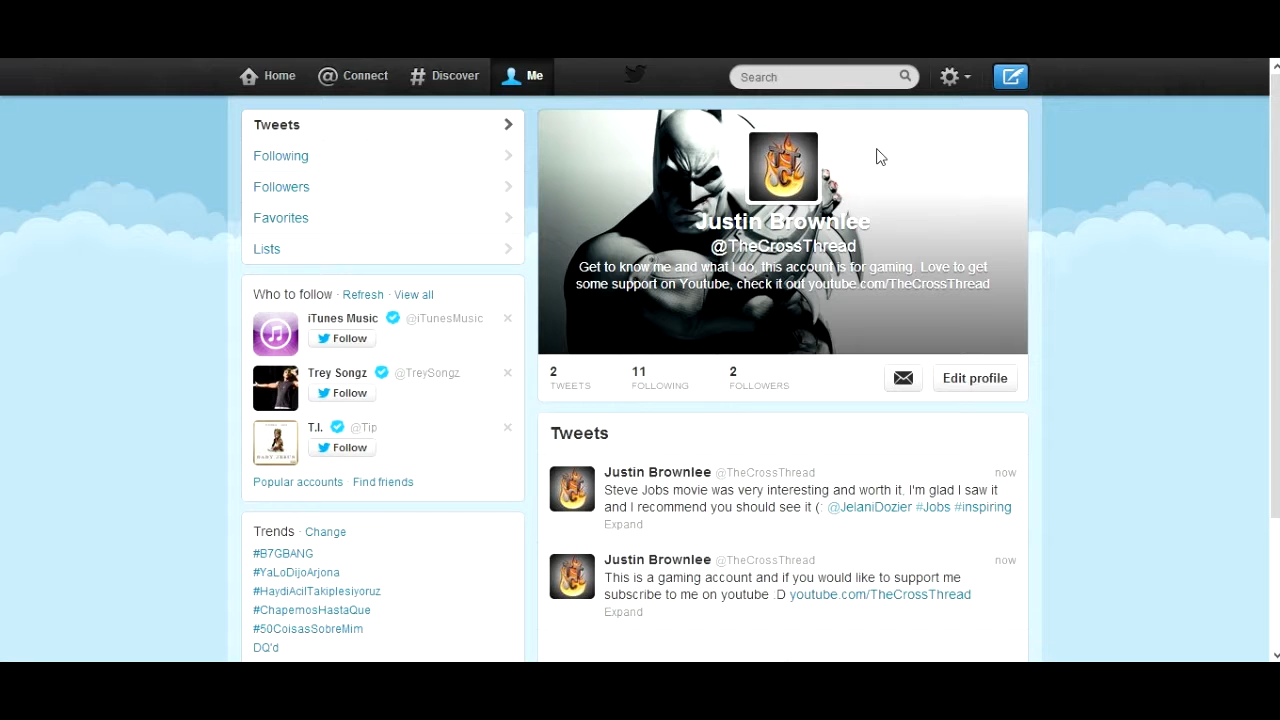 Home
Connect
Discover
Me
Search
Tweets
Following
Followers
Favorites
Lists
Who to follow · Refresh · View all
iTunes Music @iTunesMusic
Follow
Trey Songz @TreySongz
Follow
T.I. @Tip
Follow
Popular accounts Find friends
Trends · Change
#B7GBANG
#YaLoDijoArjona
#HaydiAcilTakiplesiyoruz
#ChapemosHastaQue
#50CoisasSobreMim
DQ'd
Justin Brownlee
@TheCrossThread
Get to know me and what I do, this account is for gaming. Love to get
some support on Youtube, check it out youtube.com/TheCrossThread
2 11 2
TWEETS FOLLOWING FOLLOWERS
Edit profile
Tweets
Justin Brownlee @TheCrossThread now
Steve Jobs movie was very interesting and worth it. I'm glad I saw it
and I recommend you should see it (: @JelaniDozier #Jobs #inspiring
Expand
Justin Brownlee @TheCrossThread now
This is a gaming account and if you would like to support me
subscribe to me on youtube :D youtube.com/TheCrossThread
Expand